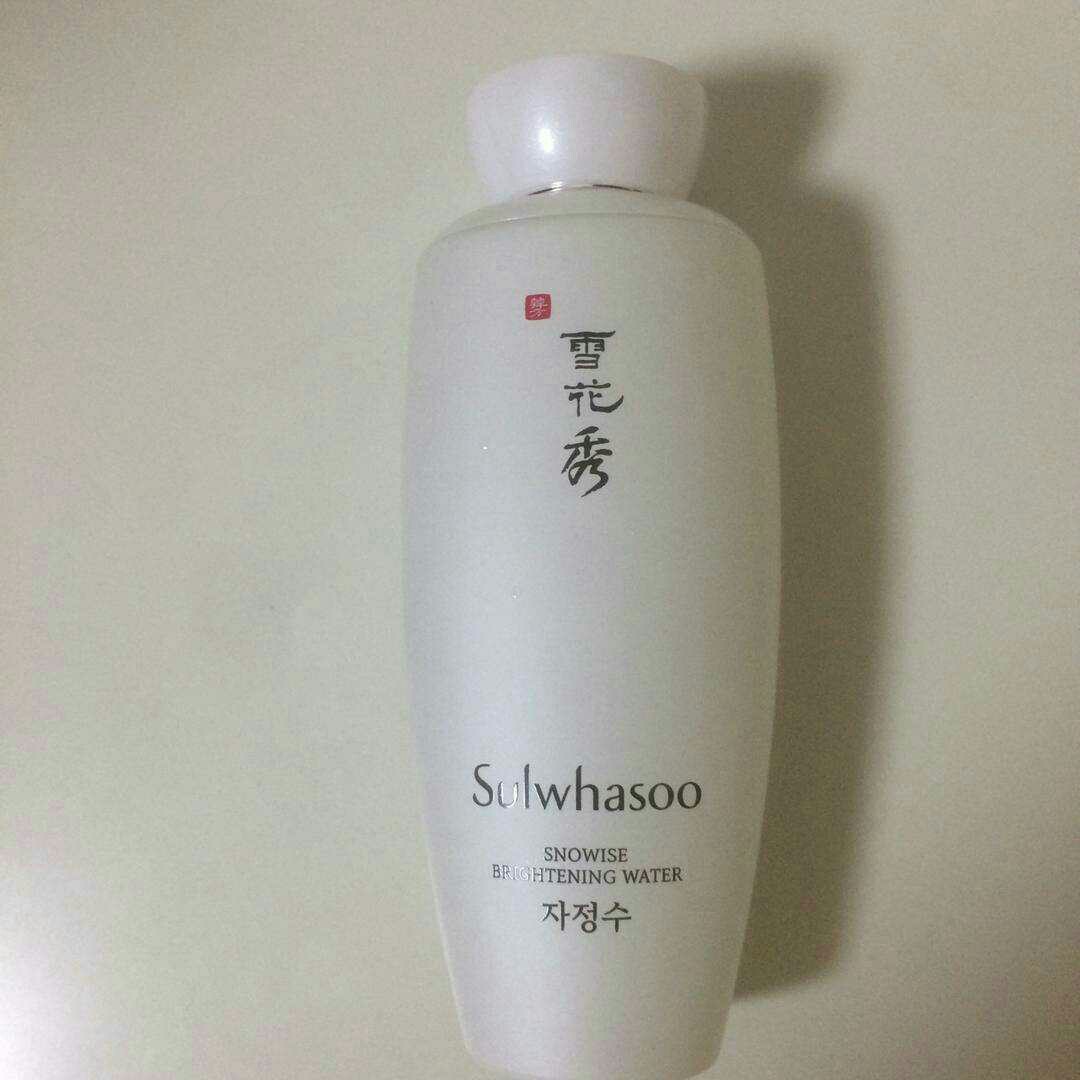 雪花秀
Sulwhasoo
SNOWISE
BRIGHTENING WATER
자정수